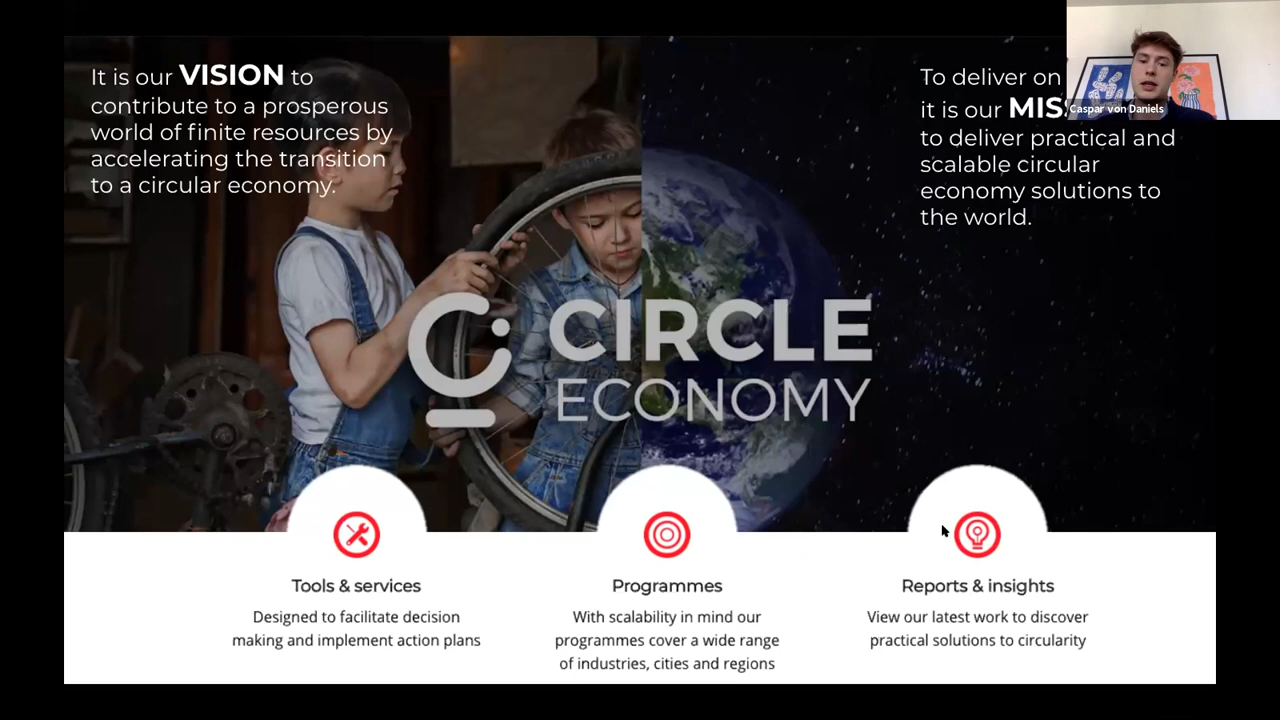 It is our VISION to
contribute to a prosperous
world of finite resources by
accelerating the transition
to a circular economy.
To deliver on
it is our
to deliver practical and
scalable circular
economy solutions to
the world.
Caspar von Daniels
CIRCLE
ECONOMY
Tools & services
Designed to facilitate decision
making and implement action plans
Programmes
With scalability in mind our
programmes cover a wide range
of industries, cities and regions
Reports & insights
View our latest work to discover
practical solutions to circularity